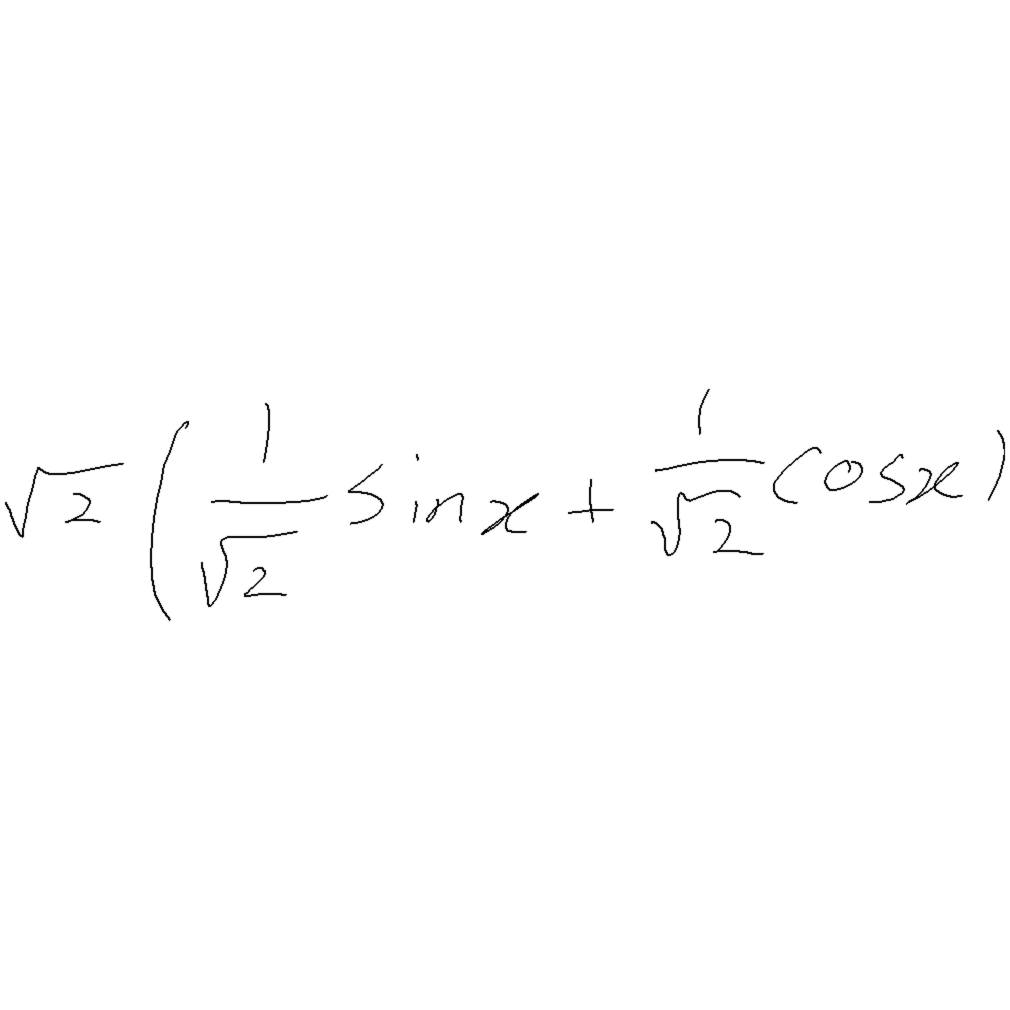 √2 ( 1/√2 sin x + 1/√2 cos x )